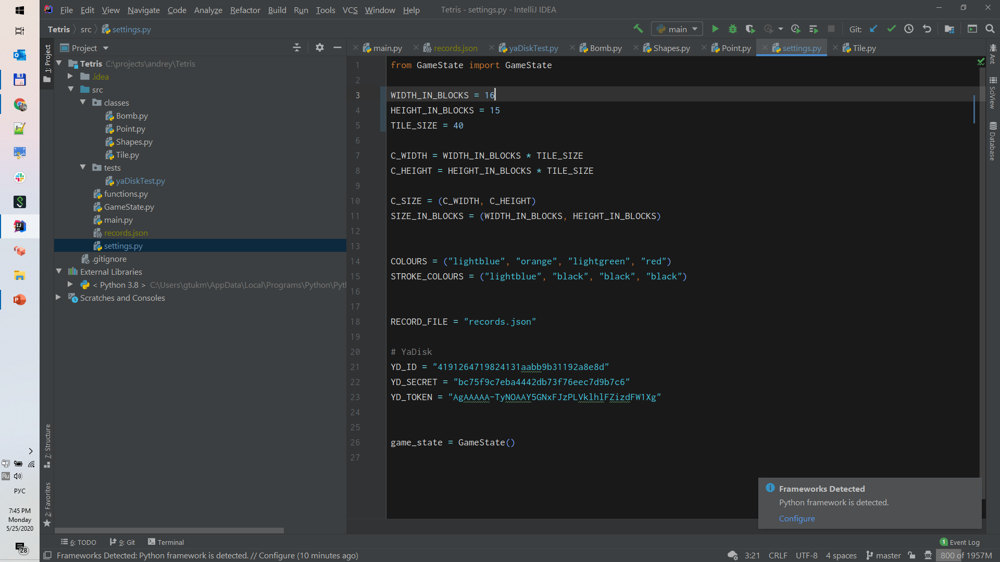 File Edit View Navigate Code Analyze Refactor Build Run Tools VCS Window Help Tetris - settings.py - IntelliJ IDEA
Tetris src settings.py main Git:
Project main.py records.json yaDiskTest.py Bomb.py Shapes.py Point.py settings.py Tile.py
1: Project
Tetris C:\projects\andrey\Tetris
.idea
src
classes
Bomb.py
Point.py
Shapes.py
Tile.py
tests
yaDiskTest.py
functions.py
GameState.py
main.py
records.json
settings.py
.gitignore
External Libraries
< Python 3.8 > C:\Users\gtukm\AppData\Local\Programs\Python\Pyt
Scratches and Consoles
7: Structure
2: Favorites
1 from GameState import GameState
2
3 WIDTH_IN_BLOCKS = 16
4 HEIGHT_IN_BLOCKS = 15
5 TILE_SIZE = 40
6
7 C_WIDTH = WIDTH_IN_BLOCKS * TILE_SIZE
8 C_HEIGHT = HEIGHT_IN_BLOCKS * TILE_SIZE
9
10 C_SIZE = (C_WIDTH, C_HEIGHT)
11 SIZE_IN_BLOCKS = (WIDTH_IN_BLOCKS, HEIGHT_IN_BLOCKS)
12
13
14 COLOURS = ("lightblue", "orange", "lightgreen", "red")
15 STROKE_COLOURS = ("lightblue", "black", "black", "black")
16
17
18 RECORD_FILE = "records.json"
19
20 # YaDisk
21 YD_ID = "4191264719824131aabb9b31192a8e8d"
22 YD_SECRET = "bc75f9c7eba4442db73f76eec7d9b7c6"
23 YD_TOKEN = "AgAAAAA-TyNOAAY5GNxFJzPLVklhlFZizdFW1Xg"
24
25
26 game_state = GameState()
27
Ant
SciView
Database
Frameworks Detected
Python framework is detected.
Configure
Ru
РУС
7:45 PM
Monday
5/25/2020
28
6: TODO 9: Git Terminal 1 Event Log
Frameworks Detected: Python framework is detected. // Configure (10 minutes ago) 3:21 CRLF UTF-8 4 spaces master 800 of 1957M